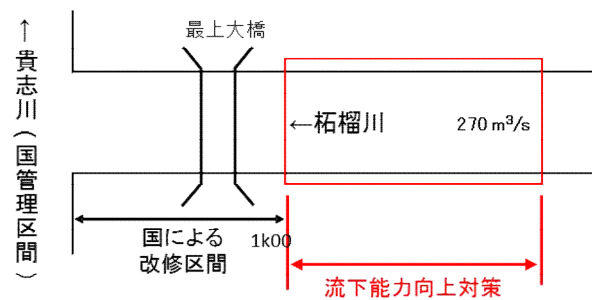 ↑貴志川(国管理区間)
最上大橋
←柘榴川
270 m³/s
国による
改修区間
1k00
流下能力向上対策